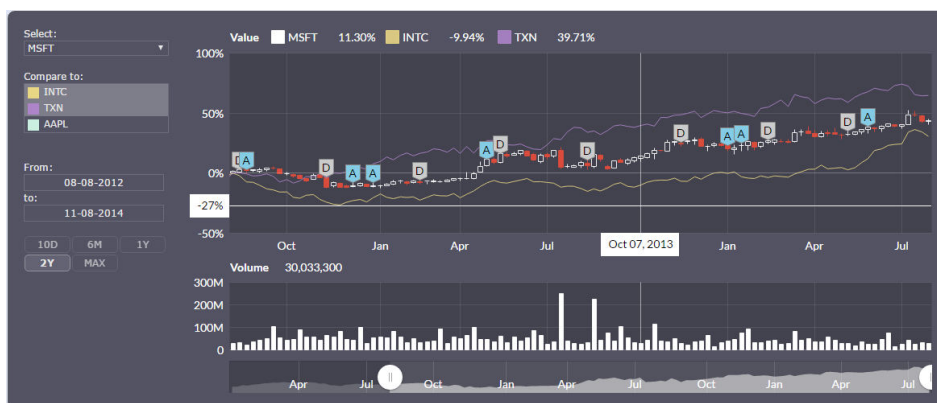 Select:
MSFT
Compare to:
INTC
TXN
AAPL
From:
08-08-2012
to:
11-08-2014
10D 6M 1Y
2Y MAX
Value MSFT 11.30% INTC -9.94% TXN 39.71%
100%
50%
0%
-27%
-50%
D A D A A D A D D D A A D D A
Oct Jan Apr Jul Oct 07, 2013 Jan Apr Jul
Volume 30,033,300
300M
200M
100M
0
Apr Jul Oct Jan Apr Jul Oct Jan Apr Jul